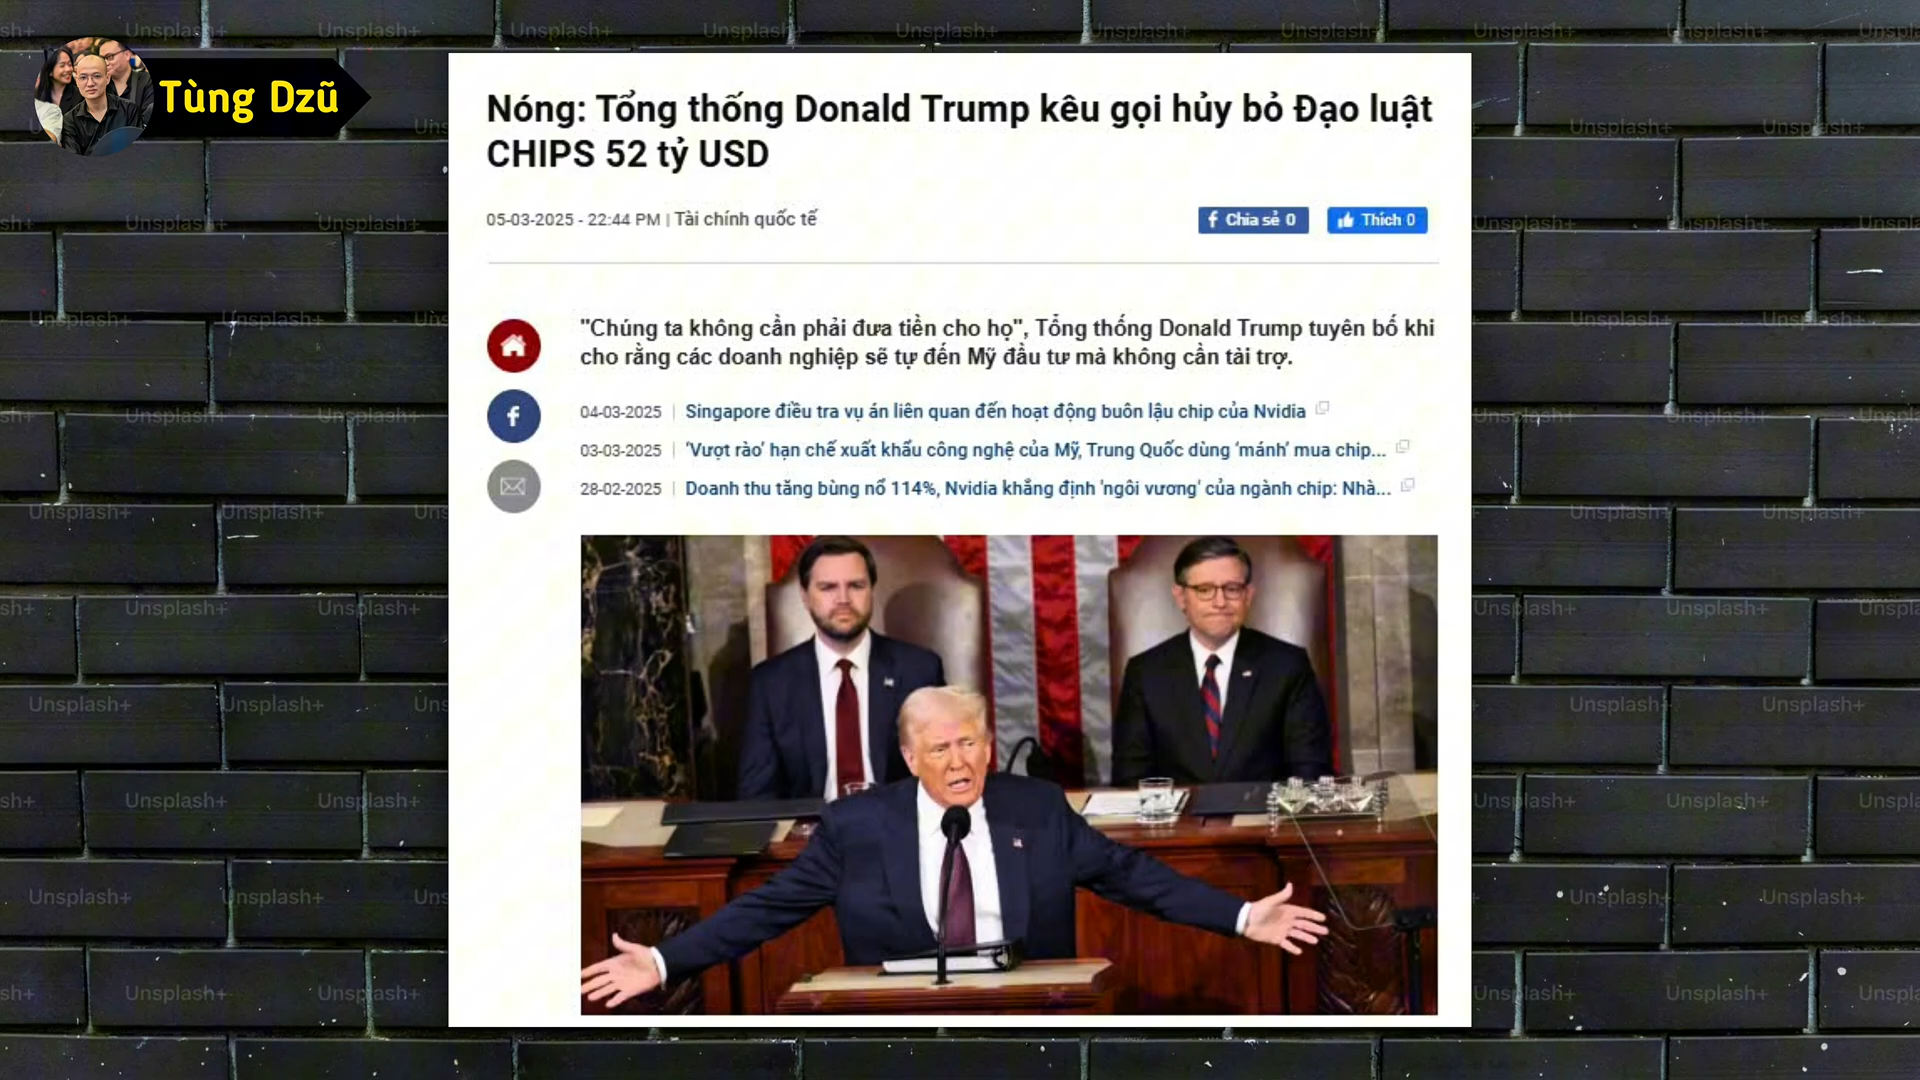 Tùng Dzũ
Nóng: Tổng thống Donald Trump kêu gọi hủy bỏ Đạo luật
CHIPS 52 tỷ USD
05-03-2025 - 22:44 PM | Tài chính quốc tế
Chia sẻ 0
Thích 0
"Chúng ta không cần phải đưa tiền cho họ", Tổng thống Donald Trump tuyên bố khi
cho rằng các doanh nghiệp sẽ tự đến Mỹ đầu tư mà không cần tài trợ.
04-03-2025 | Singapore điều tra vụ án liên quan đến hoạt động buôn lậu chip của Nvidia
03-03-2025 | ‘Vượt rào’ hạn chế xuất khẩu công nghệ của Mỹ, Trung Quốc dùng ‘mánh’ mua chip...
28-02-2025 | Doanh thu tăng bùng nổ 114%, Nvidia khẳng định 'ngôi vương' của ngành chip: Nhà...
Unsplash+